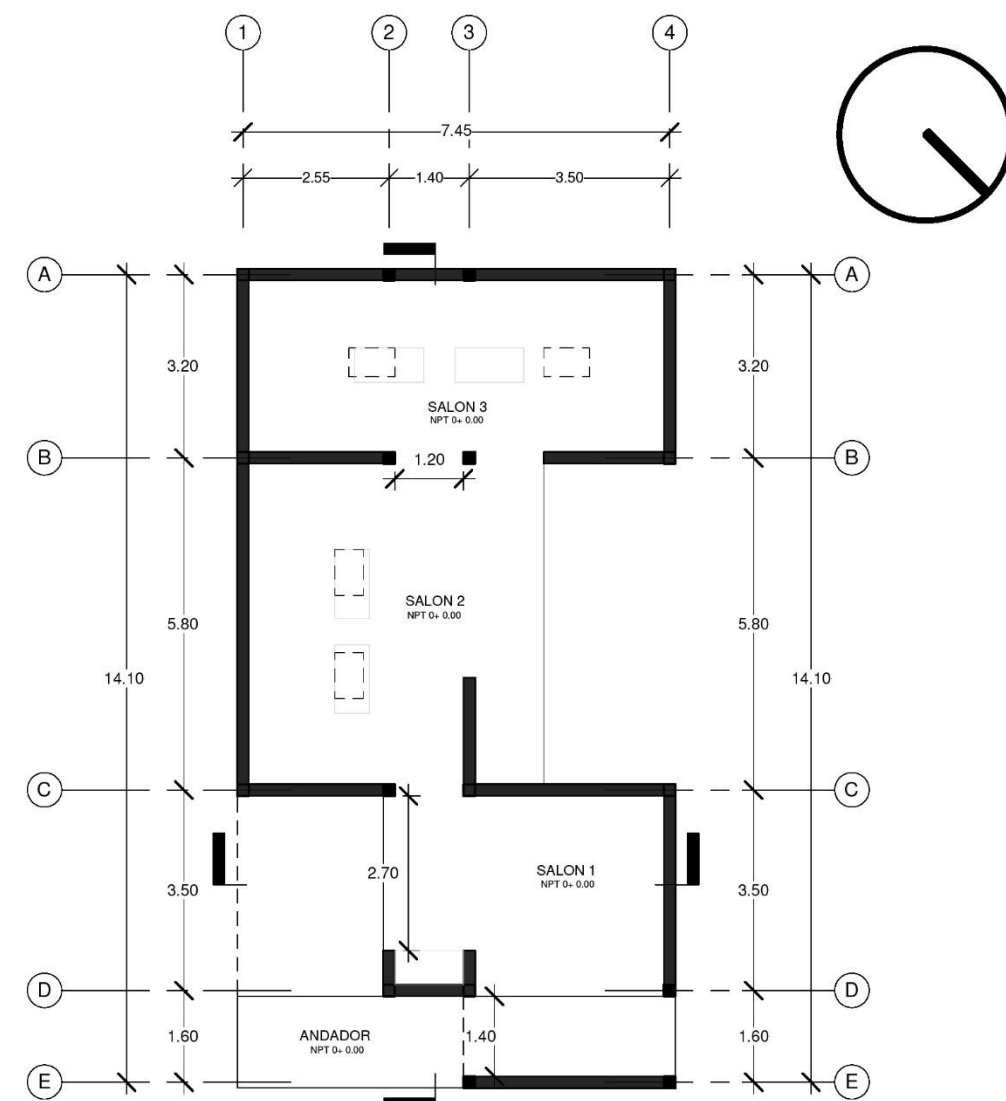 1 2 3 4
7.45
2.55 1.40 3.50
A A
3.20 3.20
SALON 3
NPT 0+ 0.00
B B
1.20
5.80 5.80
SALON 2
NPT 0+ 0.00
14.10 14.10
C C
2.70
SALON 1
NPT 0+ 0.00
3.50 3.50
D D
ANDADOR
NPT 0+ 0.00
1.60 1.40 1.60
E E